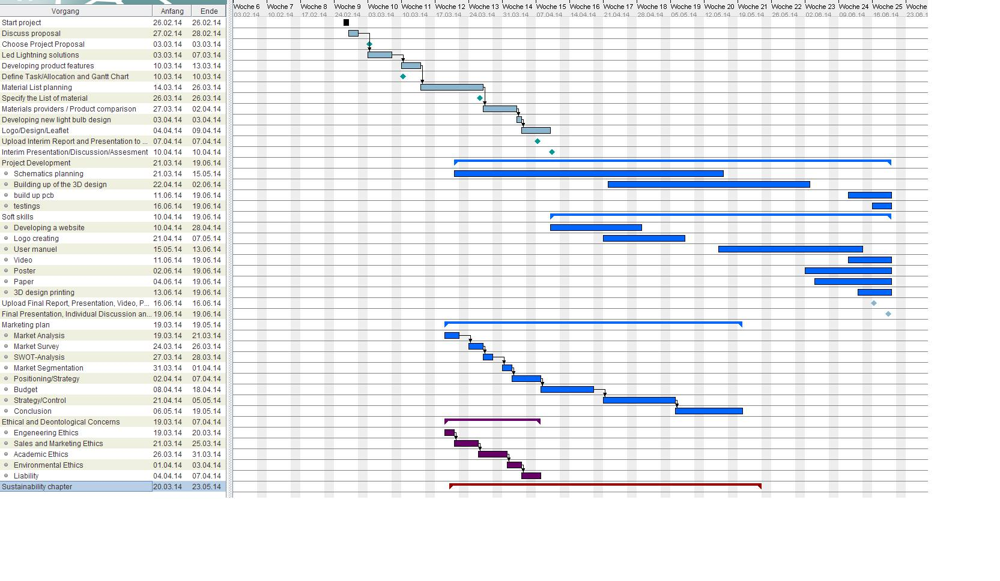 Vorgang Anfang Ende
Woche 6 Woche 7 Woche 8 Woche 9 Woche 10 Woche 11 Woche 12 Woche 13 Woche 14 Woche 15 Woche 16 Woche 17 Woche 18 Woche 19 Woche 20 Woche 21 Woche 22 Woche 23 Woche 24 Woche 25 Woche
03.02.14 10.02.14 17.02.14 24.02.14 03.03.14 10.03.14 17.03.14 24.03.14 31.03.14 07.04.14 14.04.14 21.04.14 28.04.14 05.05.14 12.05.14 19.05.14 26.05.14 02.06.14 09.06.14 16.06.14 23.06.1
Start project 26.02.14 26.02.14
Discuss proposal 27.02.14 28.02.14
Choose Project Proposal 03.03.14 03.03.14
Led Lightning solutions 03.03.14 07.03.14
Developing product features 10.03.14 13.03.14
Define Task/Allocation and Gantt Chart 10.03.14 10.03.14
Material List planning 14.03.14 26.03.14
Specify the List of material 26.03.14 26.03.14
Materials providers / Product comparison 27.03.14 02.04.14
Developing new light bulb design 03.04.14 03.04.14
Logo/Design/Leaflet 04.04.14 09.04.14
Upload Interim Report and Presentation to ... 07.04.14 07.04.14
Interim Presentation/Discussion/Assesment 10.04.14 10.04.14
Project Development 21.03.14 19.06.14
Schematics planning 21.03.14 15.05.14
Building up of the 3D design 22.04.14 02.06.14
build up pcb 11.06.14 19.06.14
testings 16.06.14 19.06.14
Soft skills 10.04.14 19.06.14
Developing a website 10.04.14 28.04.14
Logo creating 21.04.14 07.05.14
User manuel 15.05.14 13.06.14
Video 11.06.14 19.06.14
Poster 02.06.14 19.06.14
Paper 04.06.14 19.06.14
3D design printing 13.06.14 19.06.14
Upload Final Report, Presentation, Video, P... 16.06.14 16.06.14
Final Presentation, Individual Discussion an... 19.06.14 19.06.14
Marketing plan 19.03.14 19.05.14
Market Analysis 19.03.14 21.03.14
Market Survey 24.03.14 26.03.14
SWOT-Analysis 27.03.14 28.03.14
Market Segmentation 31.03.14 01.04.14
Positioning/Strategy 02.04.14 07.04.14
Budget 08.04.14 18.04.14
Strategy/Control 21.04.14 05.05.14
Conclusion 06.05.14 19.05.14
Ethical and Deontological Concerns 19.03.14 07.04.14
Engeneering Ethics 19.03.14 20.03.14
Sales and Marketing Ethics 21.03.14 25.03.14
Academic Ethics 26.03.14 31.03.14
Environmental Ethics 01.04.14 03.04.14
Liability 04.04.14 07.04.14
Sustainability chapter 20.03.14 23.05.14